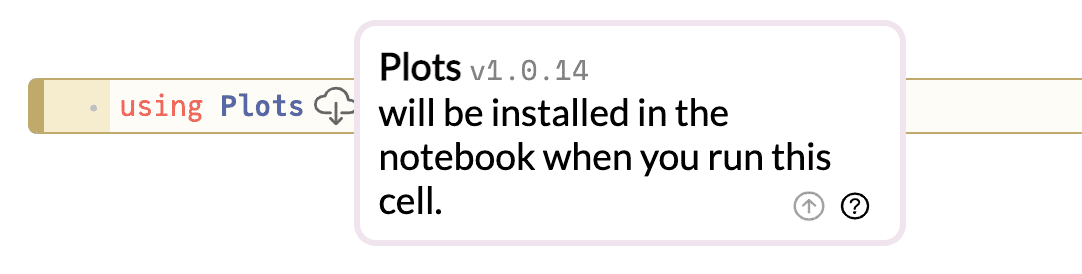 using Plots
Plots v1.0.14
will be installed in the
notebook when you run this
cell.
?